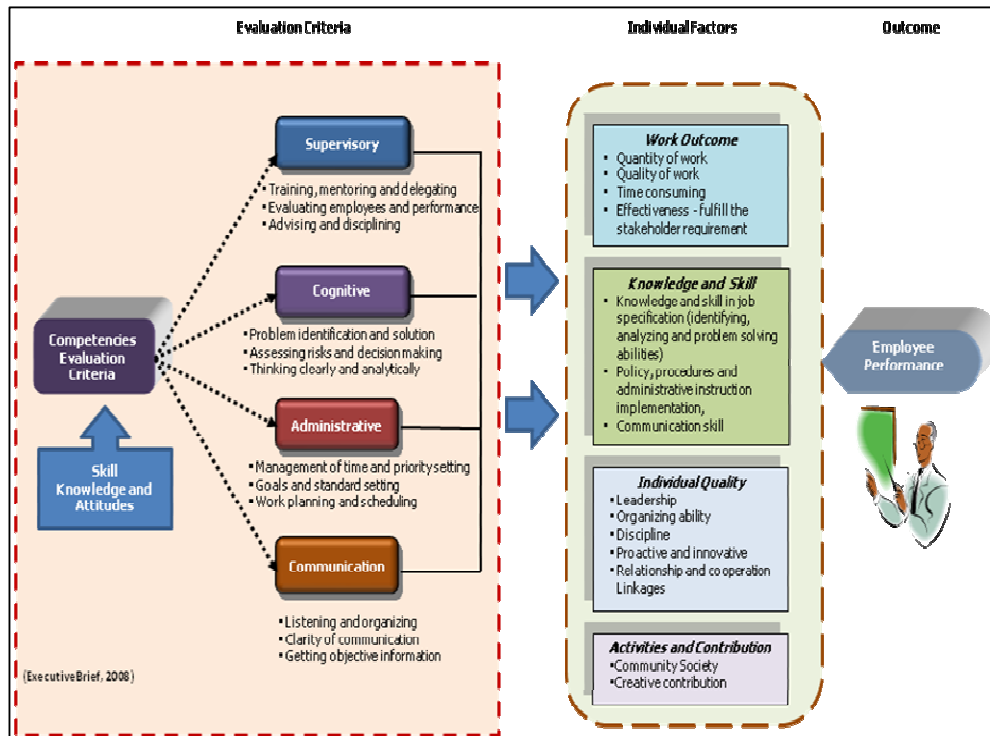 Evaluation Criteria
Individual Factors
Outcome
Supervisory
• Training, mentoring and delegating
• Evaluating employees and performance
• Advising and disciplining
Cognitive
• Problem identification and solution
• Assessing risks and decision making
• Thinking clearly and analytically
Competencies
Evaluation
Criteria
Administrative
• Management of time and priority setting
• Goals and standard setting
• Work planning and scheduling
Skill
Knowledge and
Attitudes
Communication
• Listening and organizing
• Clarity of communication
• Getting objective information
(Executive Brief, 2008)
Work Outcome
• Quantity of work
• Quality of work
• Time consuming
• Effectiveness - fulfill the
stakeholder requirement
Knowledge and Skill
• Knowledge and skill in job
specification (identifying,
analyzing and problem solving
abilities)
• Policy, procedures and
administrative instruction
implementation,
• Communication skill
Individual Quality
• Leadership
• Organizing ability
• Discipline
• Proactive and innovative
• Relationship and cooperation
Linkages
Activities and Contribution
• Community Society
• Creative contribution
Employee
Performance